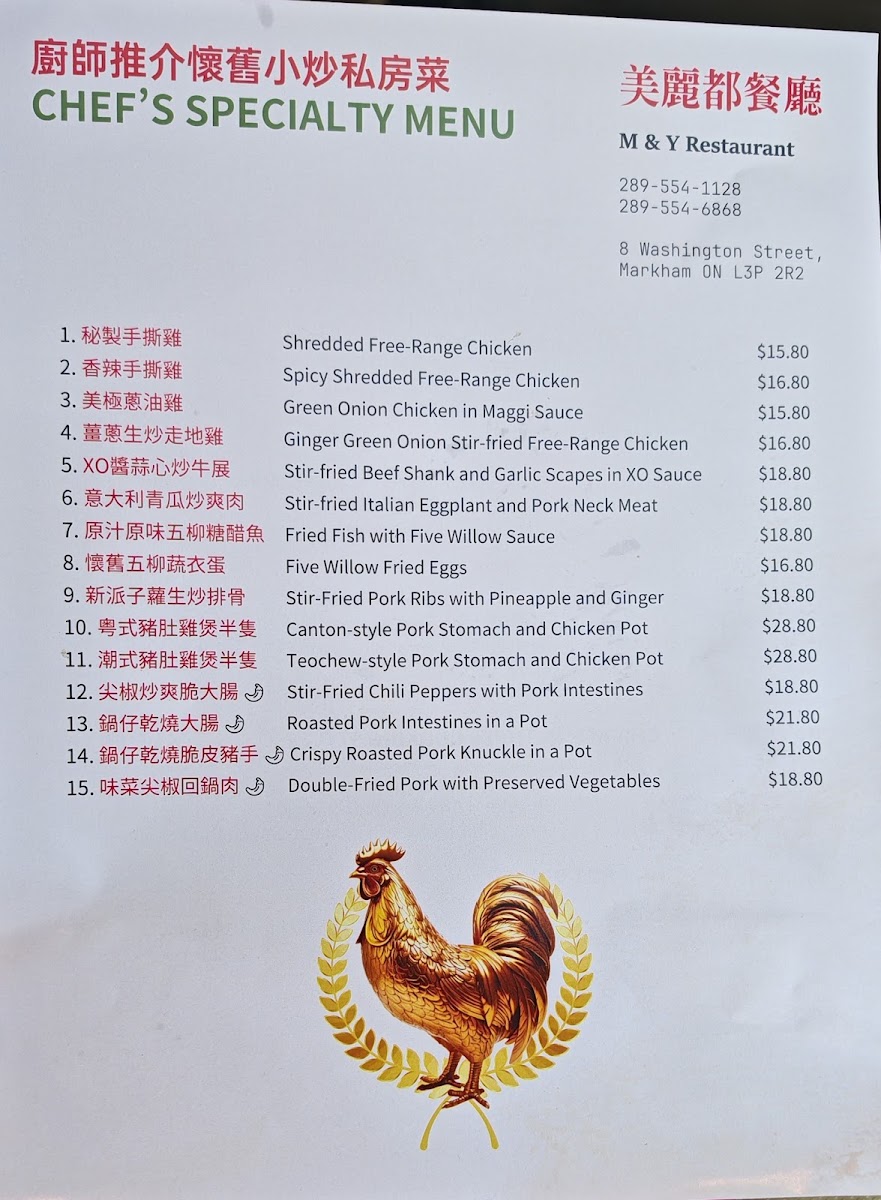 廚師推介懷舊小炒私房菜
CHEF'S SPECIALTY MENU
美麗都餐廳
M & Y Restaurant
289-554-1128
289-554-6868
8 Washington Street,
Markham ON L3P 2R2
1. 秘製手撕雞 Shredded Free-Range Chicken $15.80
2. 香辣手撕雞 Spicy Shredded Free-Range Chicken $16.80
3. 美極蔥油雞 Green Onion Chicken in Maggi Sauce $15.80
4. 薑蔥生炒走地雞 Ginger Green Onion Stir-fried Free-Range Chicken $16.80
5. XO醬蒜心炒牛展 Stir-fried Beef Shank and Garlic Scapes in XO Sauce $18.80
6. 意大利青瓜炒爽肉 Stir-fried Italian Eggplant and Pork Neck Meat $18.80
7. 原汁原味五柳糖醋魚 Fried Fish with Five Willow Sauce $18.80
8. 懷舊五柳蔬衣蛋 Five Willow Fried Eggs $16.80
9. 新派子蘿生炒排骨 Stir-Fried Pork Ribs with Pineapple and Ginger $18.80
10. 粵式豬肚雞煲半隻 Canton-style Pork Stomach and Chicken Pot $28.80
11. 潮式豬肚雞煲半隻 Teochew-style Pork Stomach and Chicken Pot $28.80
12. 尖椒炒爽脆大腸 Stir-Fried Chili Peppers with Pork Intestines $18.80
13. 鍋仔乾燒大腸 Roasted Pork Intestines in a Pot $21.80
14. 鍋仔乾燒脆皮豬手 Crispy Roasted Pork Knuckle in a Pot $21.80
15. 味菜尖椒回鍋肉 Double-Fried Pork with Preserved Vegetables $18.80